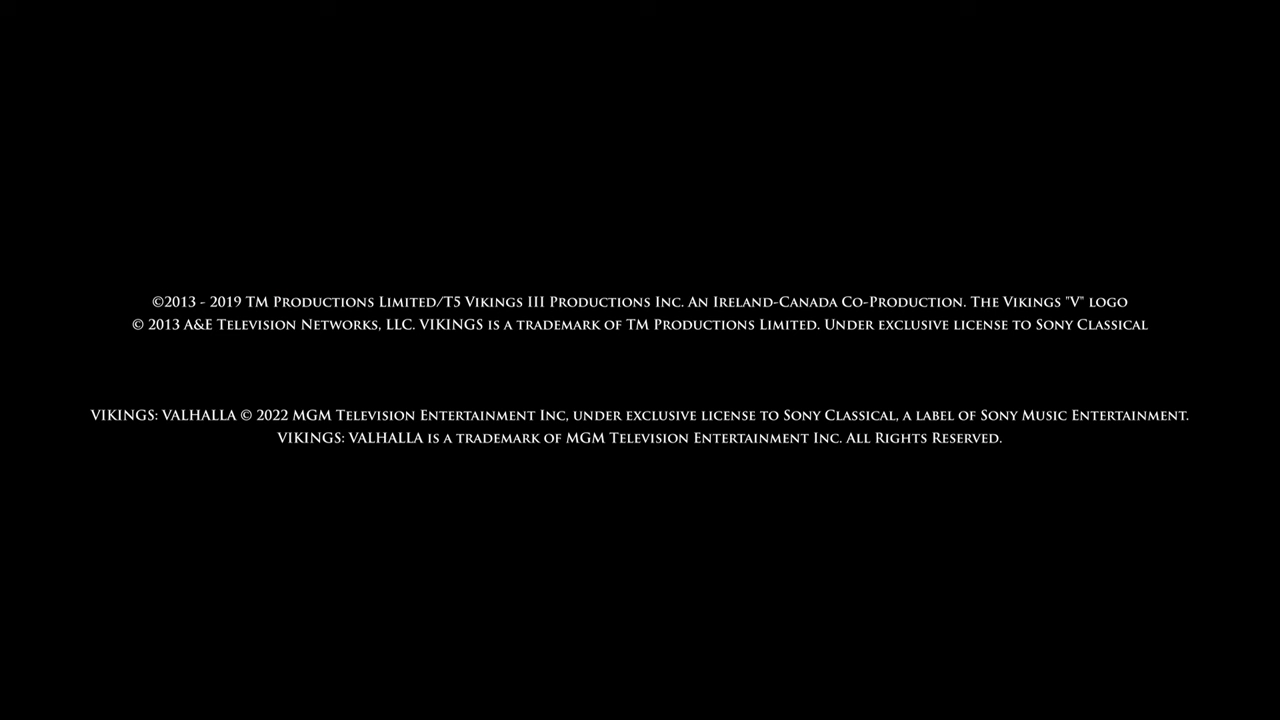 ©2013 - 2019 TM Productions Limited/T5 Vikings III Productions Inc. An Ireland-Canada Co-Production. The Vikings "V" logo
© 2013 A&E Television Networks, LLC. VIKINGS is a trademark of TM Productions Limited. Under exclusive license to Sony Classical
VIKINGS: VALHALLA © 2022 MGM Television Entertainment Inc, under exclusive license to Sony Classical, a label of Sony Music Entertainment.
VIKINGS: VALHALLA is a trademark of MGM Television Entertainment Inc. All Rights Reserved.